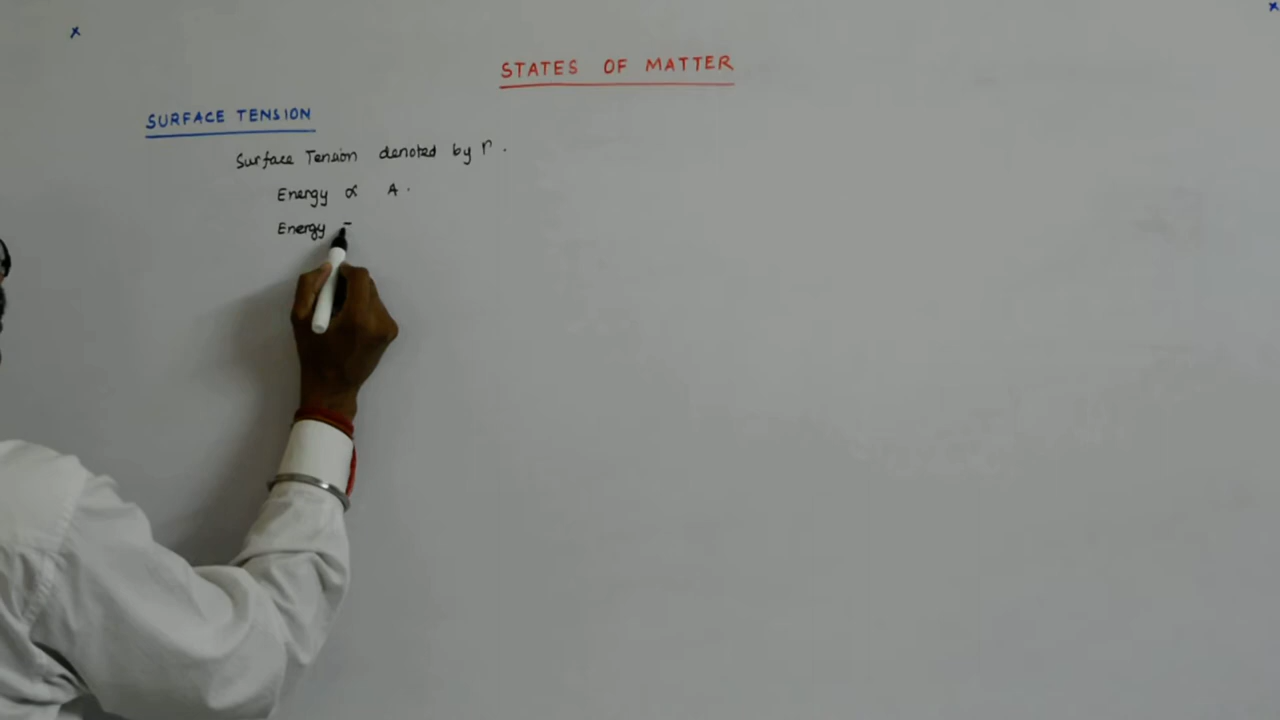 STATES OF MATTER
SURFACE TENSION
Surface Tension denoted by r.
Energy ∝ A.
Energy =